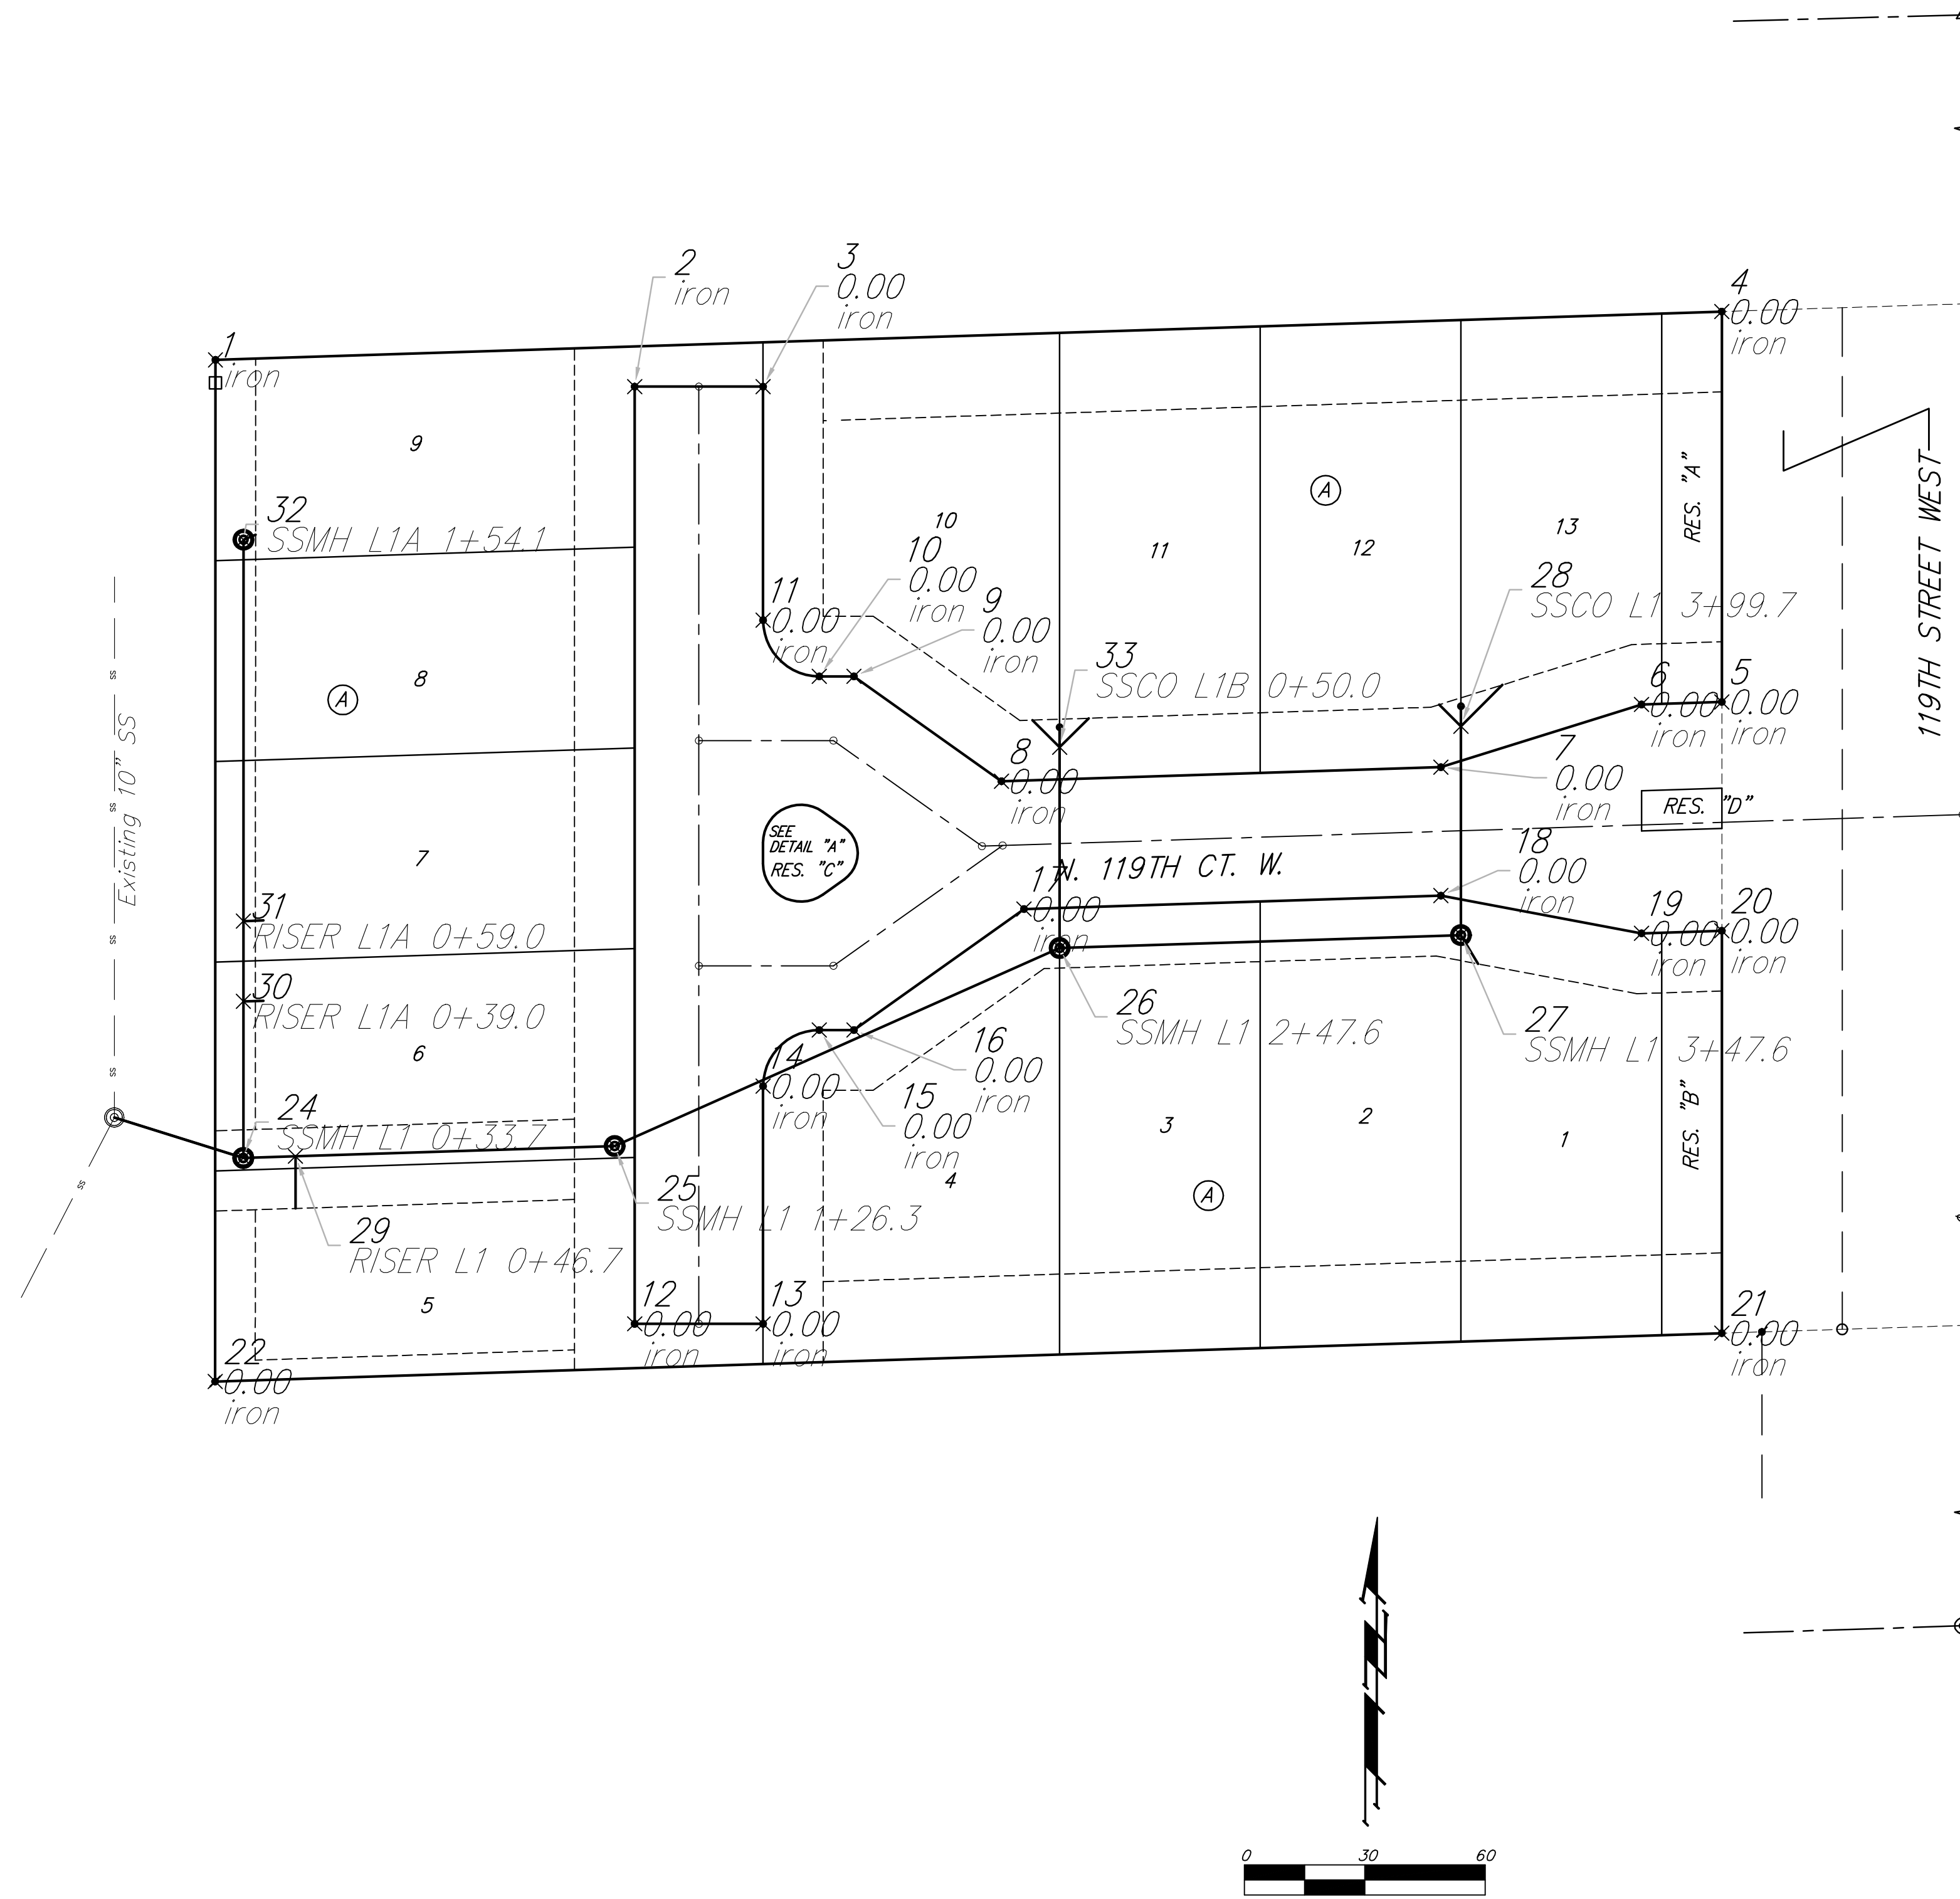 4
0.00
iron
3
0.00
iron
2
iron
1
iron
9
32
SSMH L1A 1+54.1
10
10
0.00
iron
9
0.00
iron
11
0.00
iron
11
A
12
13
RES. "A"
119TH STREET WEST
28
SSCO L1 3+99.7
33
SSCO L1B 0+50.0
8
A
6
0.00
iron
5
0.00
iron
7
0.00
iron
8
0.00
iron
Existing 10" SS
ss
ss
ss
ss
ss
7
SEE
DETAIL "A"
RES. "C"
RES. "D"
N. 119TH CT. W.
17
0.00
iron
18
0.00
iron
19
0.00
iron
20
0.00
iron
31
RISER L1A 0+59.0
30
RISER L1A 0+39.0
6
26
SSMH L1 2+47.6
27
SSMH L1 3+47.6
16
0.00
iron
14
0.00
iron
15
0.00
iron
4
3
2
1
RES. "B"
A
24
SSMH L1 0+33.7
25
SSMH L1 1+26.3
29
RISER L1 0+46.7
5
12
0.00
iron
13
0.00
iron
21
0.00
iron
22
0.00
iron
0 30 60